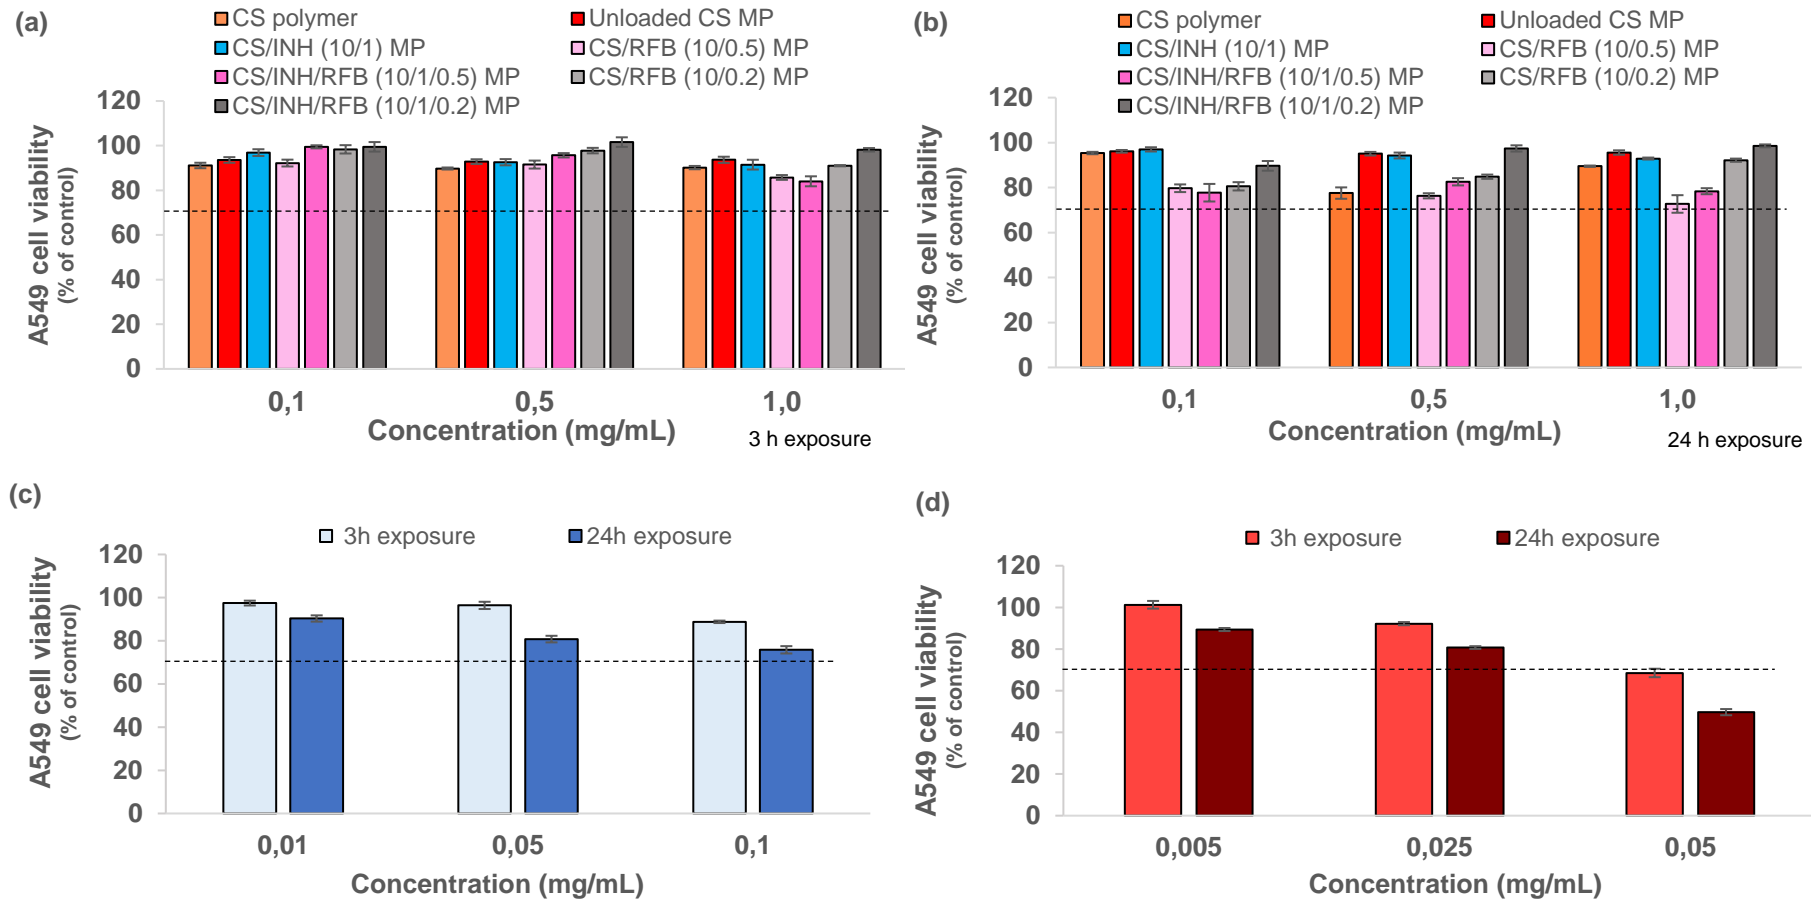 (a)
CS polymer
Unloaded CS MP
CS/INH (10/1) MP
CS/RFB (10/0.5) MP
CS/INH/RFB (10/1/0.5) MP
CS/RFB (10/0.2) MP
CS/INH/RFB (10/1/0.2) MP
A549 cell viability
(% of control)
120
100
80
60
40
20
0
0,1
0,5
1,0
Concentration (mg/mL)
3 h exposure
(b)
CS polymer
Unloaded CS MP
CS/INH (10/1) MP
CS/RFB (10/0.5) MP
CS/INH/RFB (10/1/0.5) MP
CS/RFB (10/0.2) MP
CS/INH/RFB (10/1/0.2) MP
A549 cell viability
(% of control)
120
100
80
60
40
20
0
0,1
0,5
1,0
Concentration (mg/mL)
24 h exposure
(c)
3h exposure
24h exposure
A549 cell viability
(% of control)
120
100
80
60
40
20
0
0,01
0,05
0,1
Concentration (mg/mL)
(d)
3h exposure
24h exposure
A549 cell viability
(% of control)
120
100
80
60
40
20
0
0,005
0,025
0,05
Concentration (mg/mL)